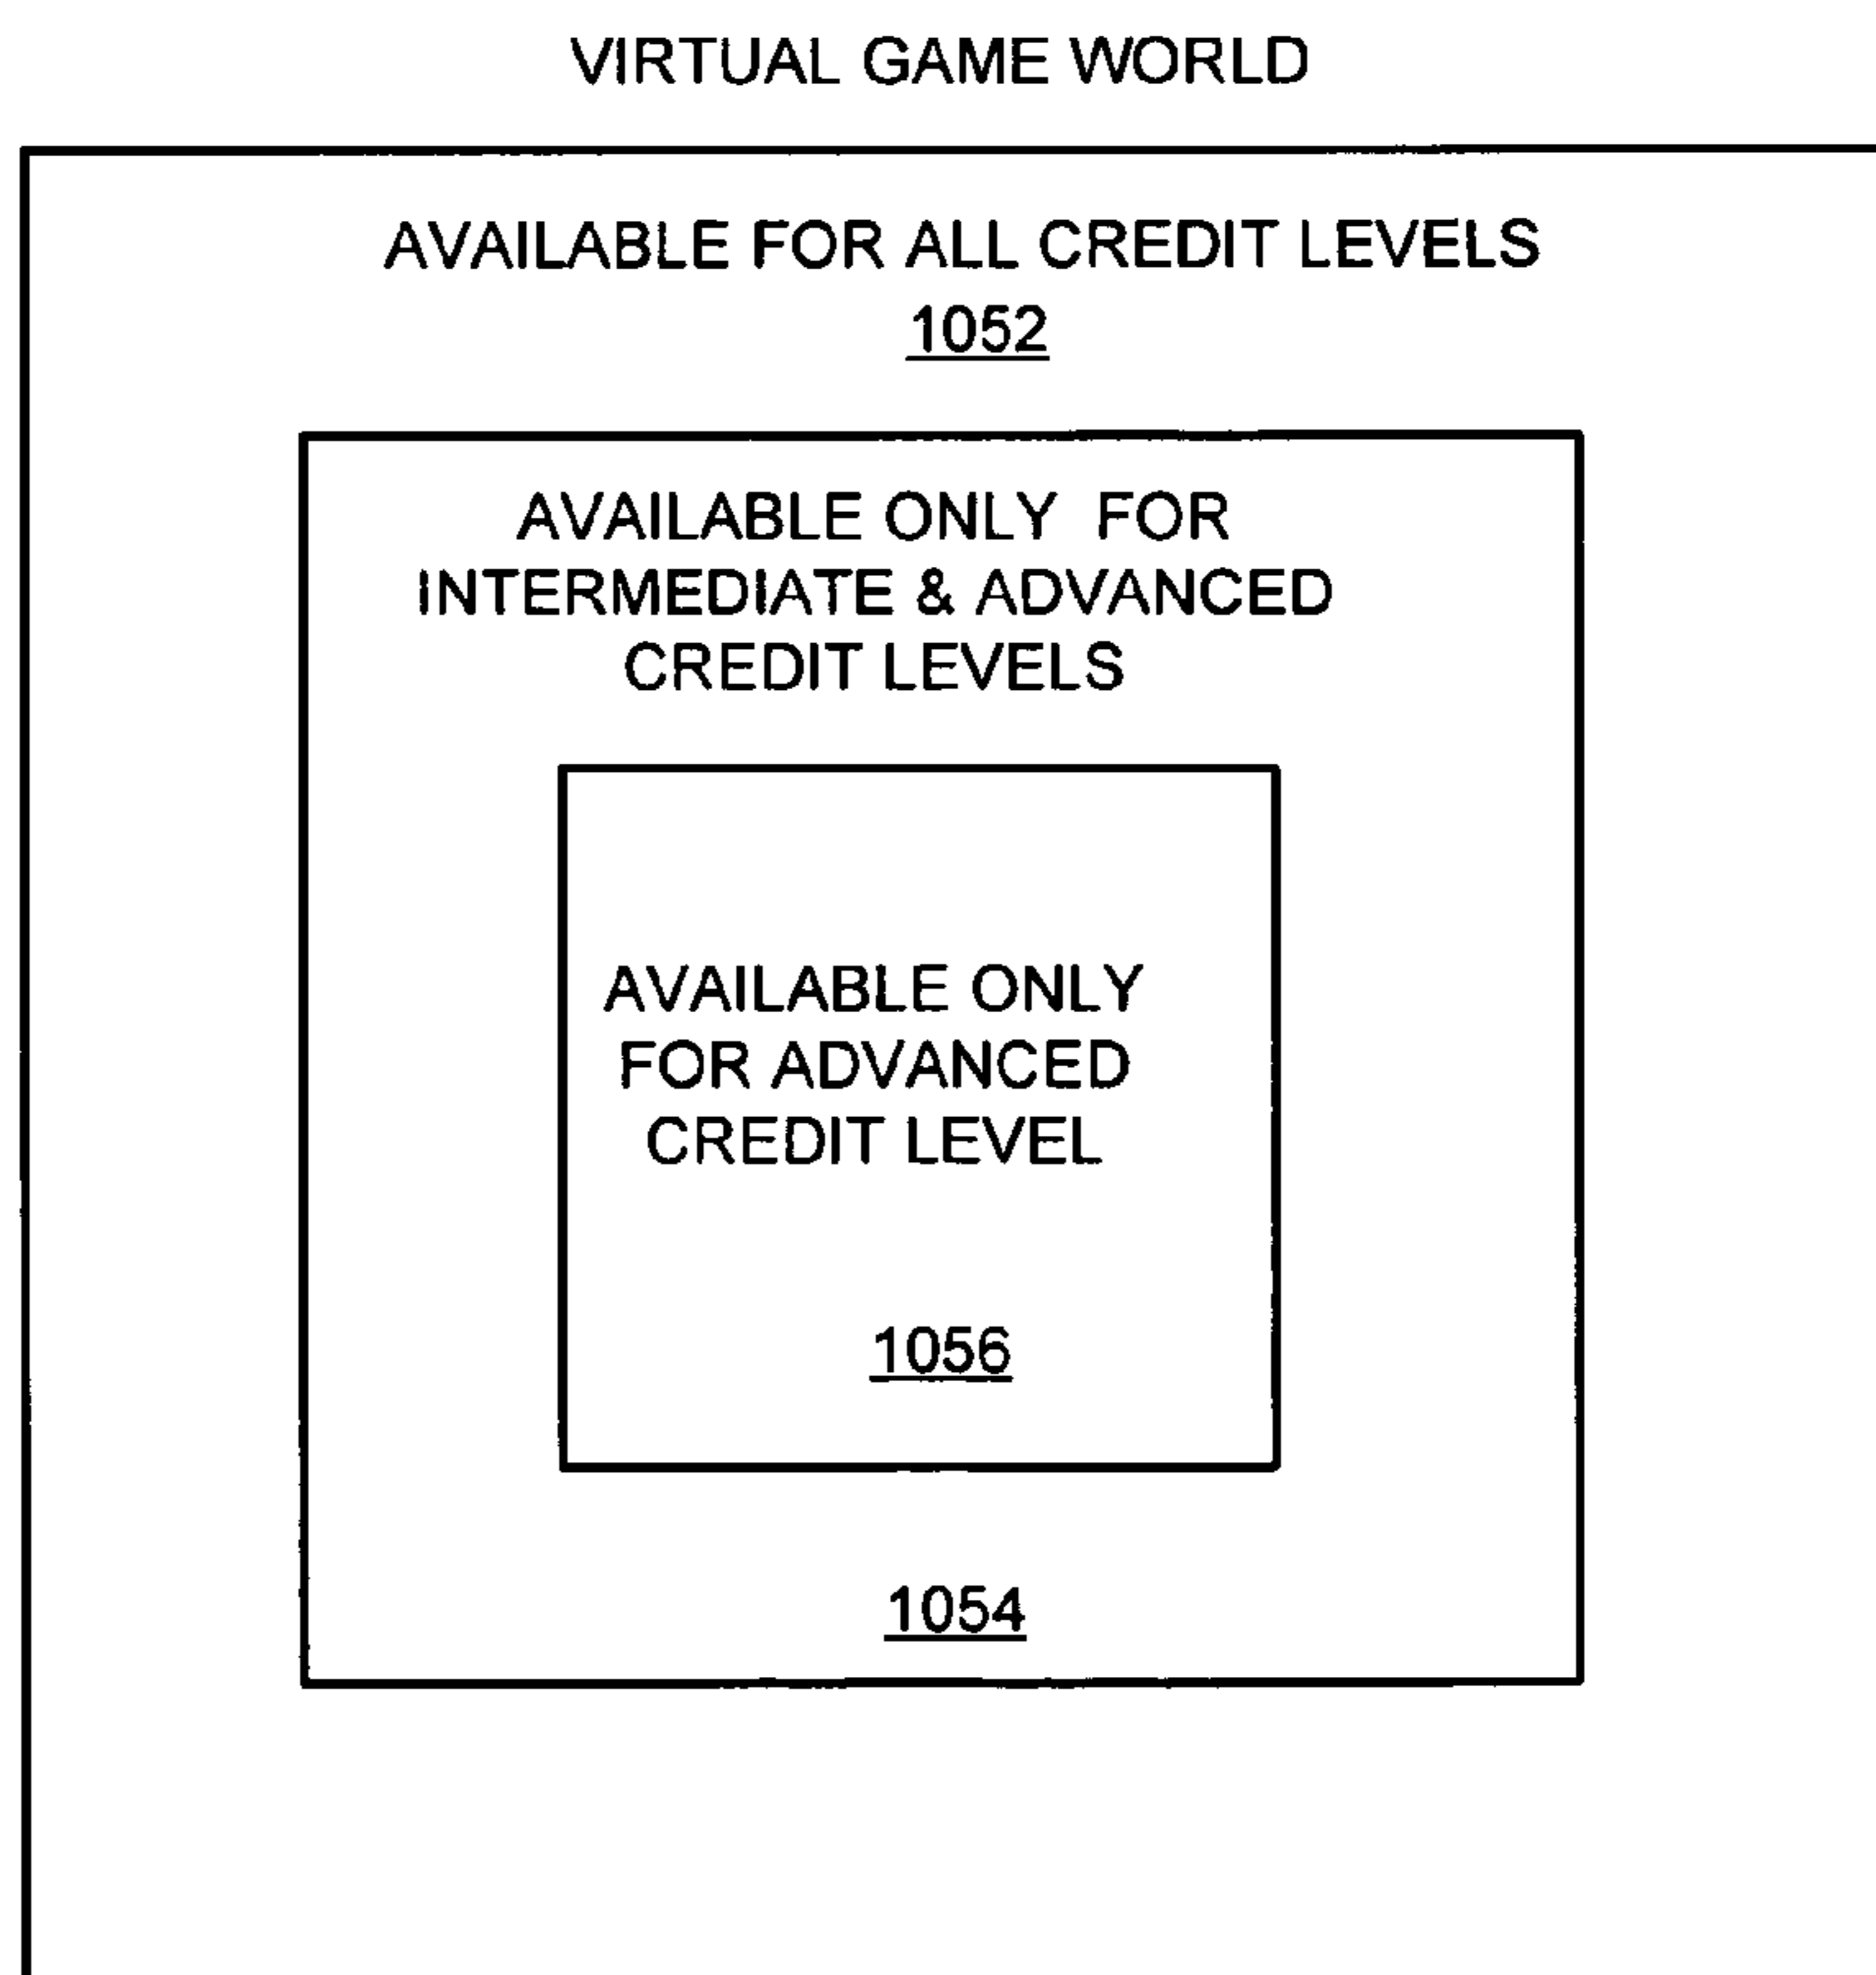 VIRTUAL GAME WORLD
AVAILABLE FOR ALL CREDIT LEVELS
1052
AVAILABLE ONLY FOR
INTERMEDIATE & ADVANCED
CREDIT LEVELS
AVAILABLE ONLY
FOR ADVANCED
CREDIT LEVEL
1056
1054